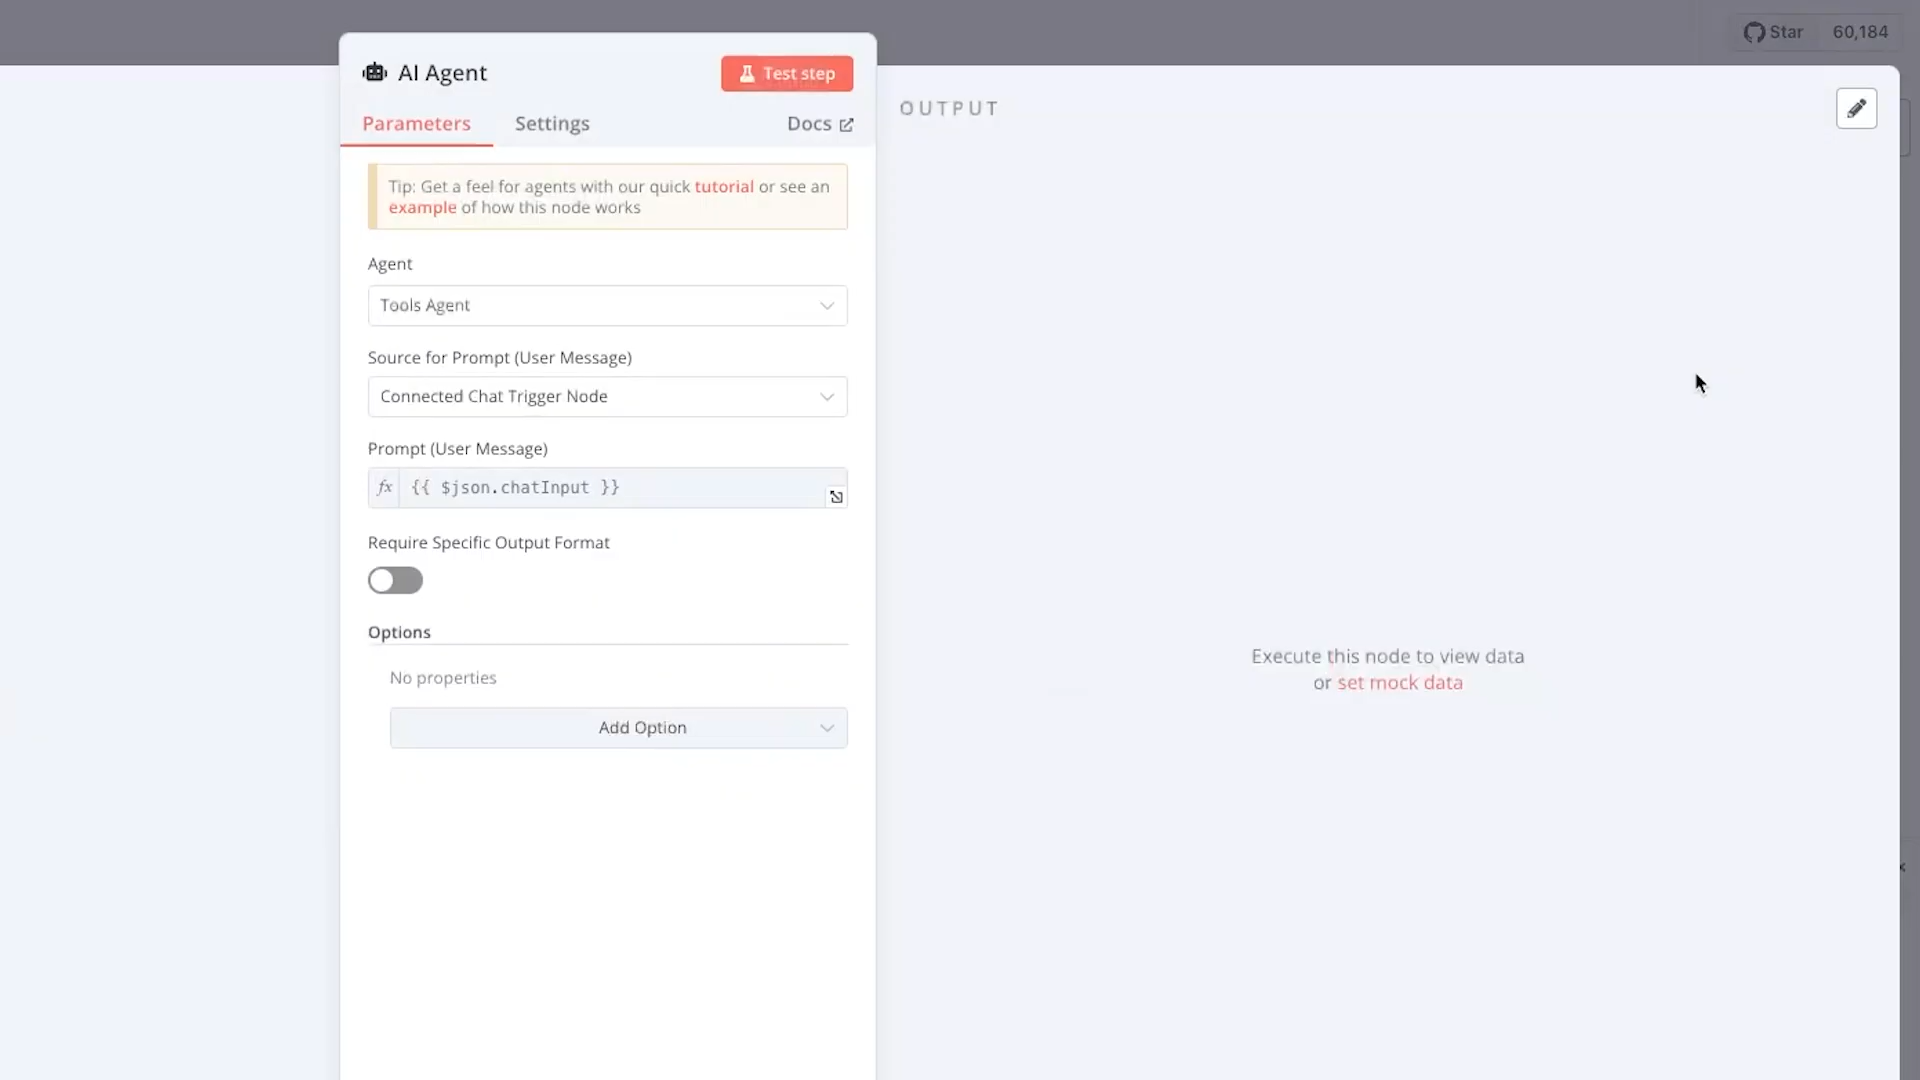 Star 60,184
AI Agent
Test step
Parameters
Settings
Docs
OUTPUT
Tip: Get a feel for agents with our quick tutorial or see an
example of how this node works
Agent
Tools Agent
Source for Prompt (User Message)
Connected Chat Trigger Node
Prompt (User Message)
fx {{ $json.chatInput }}
Require Specific Output Format
Options
No properties
Add Option
Execute this node to view data
or set mock data